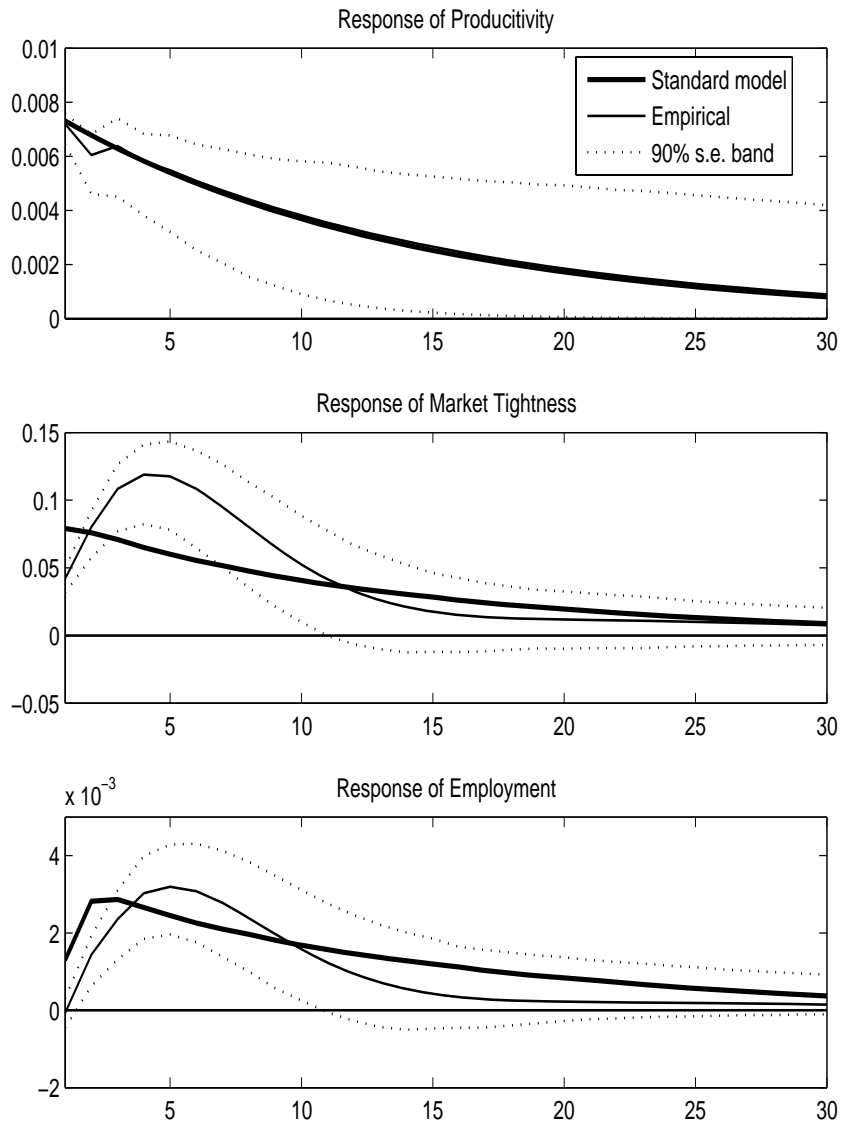 Response of Producitivity
0.01
0.008
0.006
0.004
0.002
0
5 10 15 20 25 30
Standard model
Empirical
90% s.e. band
Response of Market Tightness
0.15
0.1
0.05
0
−0.05
5 10 15 20 25 30
Response of Employment
x 10⁻³
4
2
0
−2
5 10 15 20 25 30